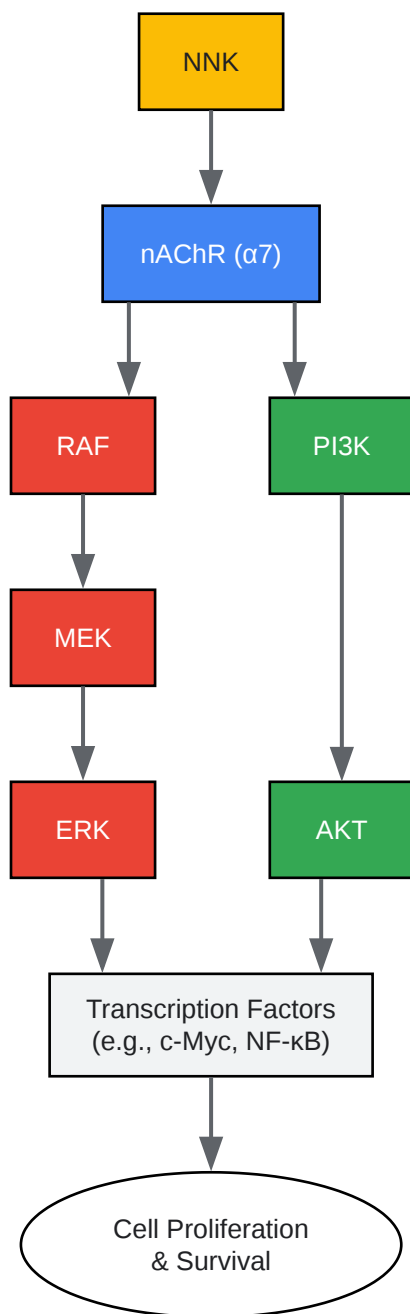 NNK
nAChR (α7)
RAF
PI3K
MEK
ERK
AKT
Transcription Factors
(e.g., c-Myc, NF-κB)
Cell Proliferation
& Survival